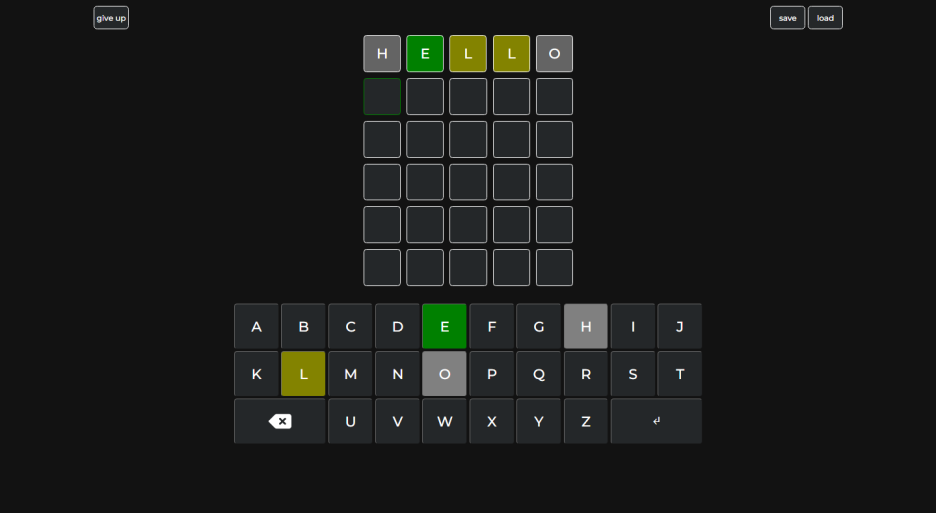 give up save load
H E L L O
A B C D E F G H I J
K L M N O P Q R S T
U V W X Y Z